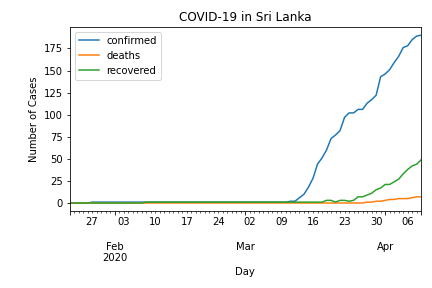 COVID-19 in Sri Lanka
confirmed
deaths
recovered
Number of Cases
175
150
125
100
75
50
25
0
27 03 10 17 24 02 09 16 23 30 06
Feb Mar Apr
2020
Day